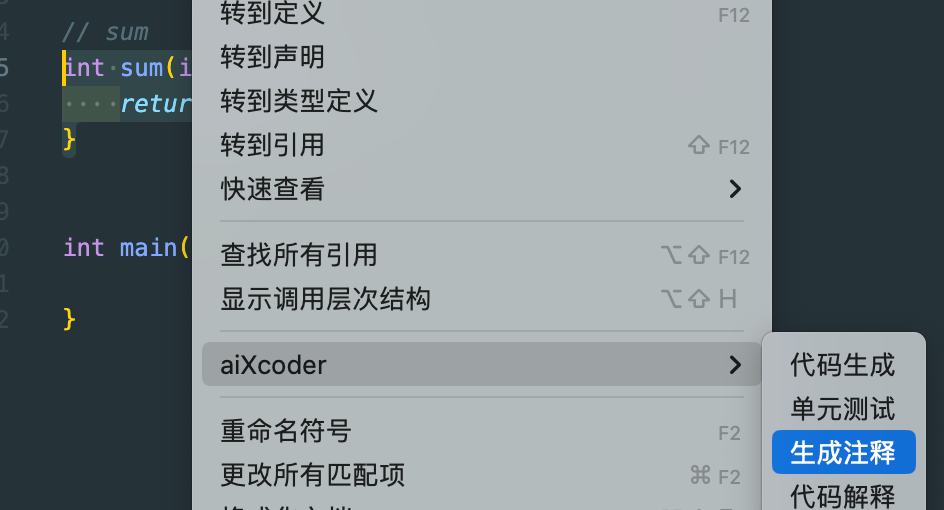 转到定义 F12
4 // sum
转到声明
5 int sum(i
转到类型定义
6 retur
7 }
转到引用 ⇧ F12
8
快速查看
9
0 int main(
查找所有引用 ⌥⇧ F12
1
显示调用层次结构 ⌥⇧ H
2 }
aiXcoder
代码生成
单元测试
重命名符号 F2
生成注释
更改所有匹配项 ⌘ F2
代码解释